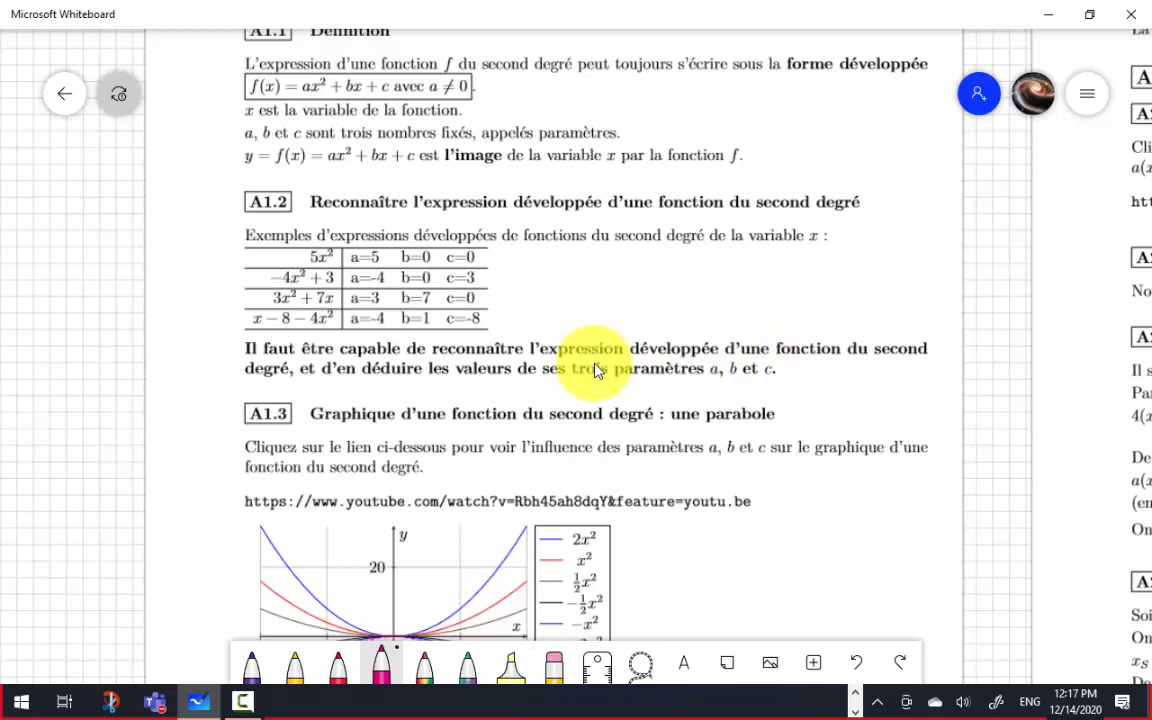 Microsoft Whiteboard
A1.1 Définition
L'expression d'une fonction f du second degré peut toujours s'écrire sous la forme développée
f(x) = ax² + bx + c avec a ≠ 0.
x est la variable de la fonction.
a, b et c sont trois nombres fixés, appelés paramètres.
y = f(x) = ax² + bx + c est l'image de la variable x par la fonction f.
A1.2 Reconnaître l'expression développée d'une fonction du second degré
Exemples d'expressions développées de fonctions du second degré de la variable x :
5x² a=5 b=0 c=0
−4x² + 3 a=-4 b=0 c=3
3x² + 7x a=3 b=7 c=0
x − 8 − 4x² a=-4 b=1 c=-8
Il faut être capable de reconnaître l'expression développée d'une fonction du second
degré, et d'en déduire les valeurs de ses trois paramètres a, b et c.
A1.3 Graphique d'une fonction du second degré : une parabole
Cliquez sur le lien ci-dessous pour voir l'influence des paramètres a, b et c sur le graphique d'une
fonction du second degré.
https://www.youtube.com/watch?v=Rbh45ah8dqY&feature=youtu.be
y
20
x
2x²
x²
½x²
−½x²
−x²
La
Cli
a(x
htt
No
Il s
Par
4(x
De
a(x
(en
On
Soi
On
xS
De
A
ENG
12:17 PM
12/14/2020